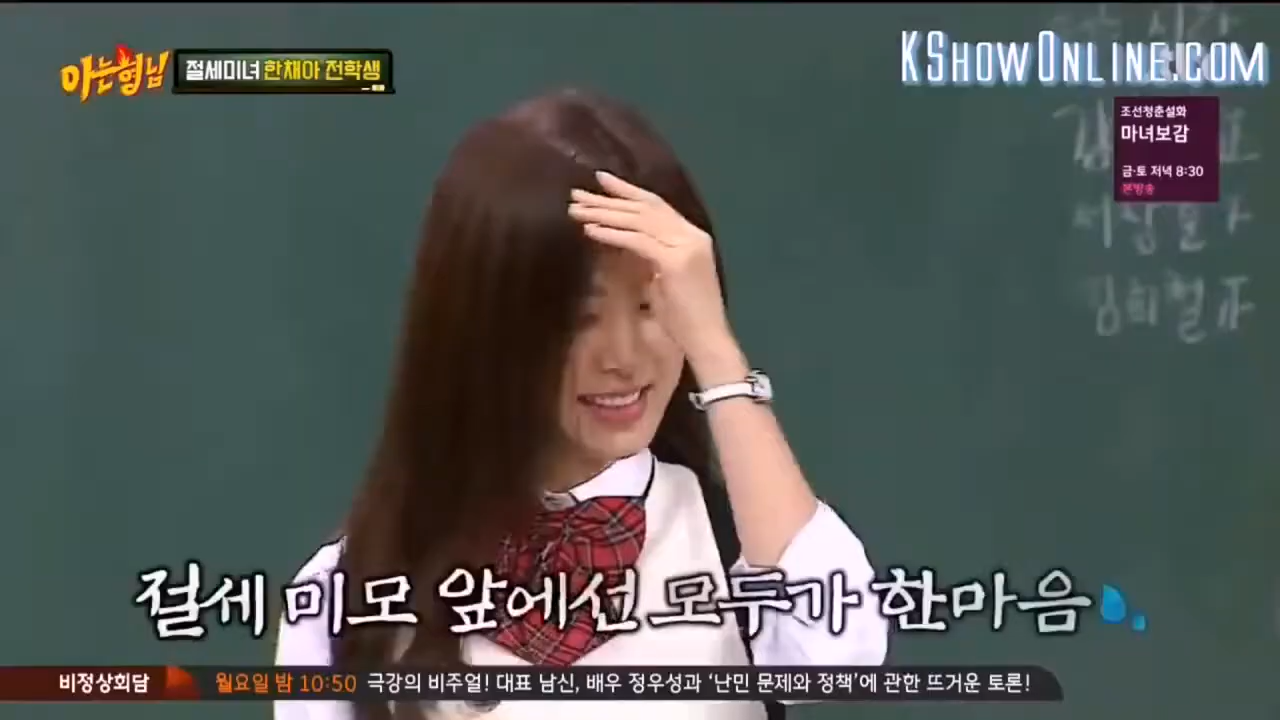 아는형님
절세미녀 한채아 전학생
KSHOWONLINE.COM
조선청춘설화
마녀보감
금·토 저녁 8:30
본방송
김희철
절세 미모 앞에선 모두가 한마음
비정상회담
월요일 밤 10:50 극강의 비주얼! 대표 남신, 배우 정우성과 ‘난민 문제와 정책’에 관한 뜨거운 토론!